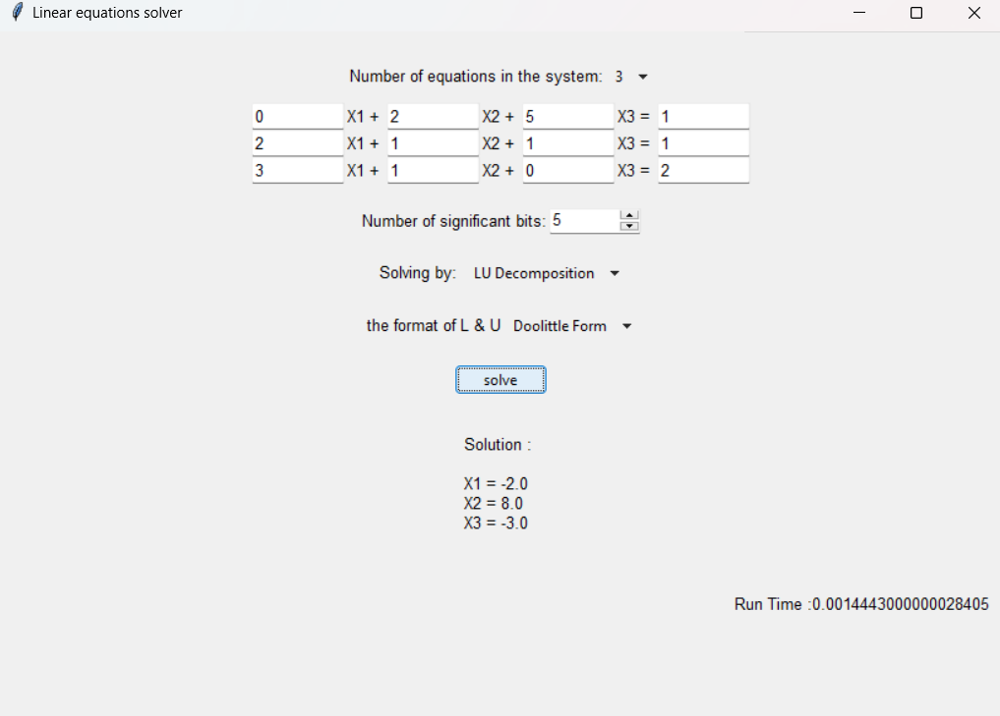 Linear equations solver
Number of equations in the system: 3
0 X1 + 2 X2 + 5 X3 = 1
2 X1 + 1 X2 + 1 X3 = 1
3 X1 + 1 X2 + 0 X3 = 2
Number of significant bits: 5
Solving by: LU Decomposition
the format of L & U Doolittle Form
solve
Solution :
X1 = -2.0
X2 = 8.0
X3 = -3.0
Run Time :0.0014443000000028405